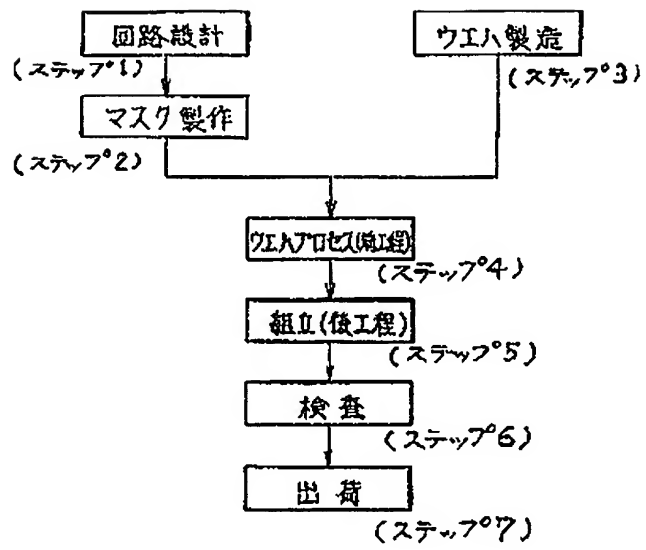 回路設計
ウエハ製造
(ステップ1)
(ステップ3)
マスク製作
(ステップ2)
ウエハプロセス(前工程)
(ステップ4)
組立(後工程)
(ステップ5)
検査
(ステップ6)
出荷
(ステップ7)